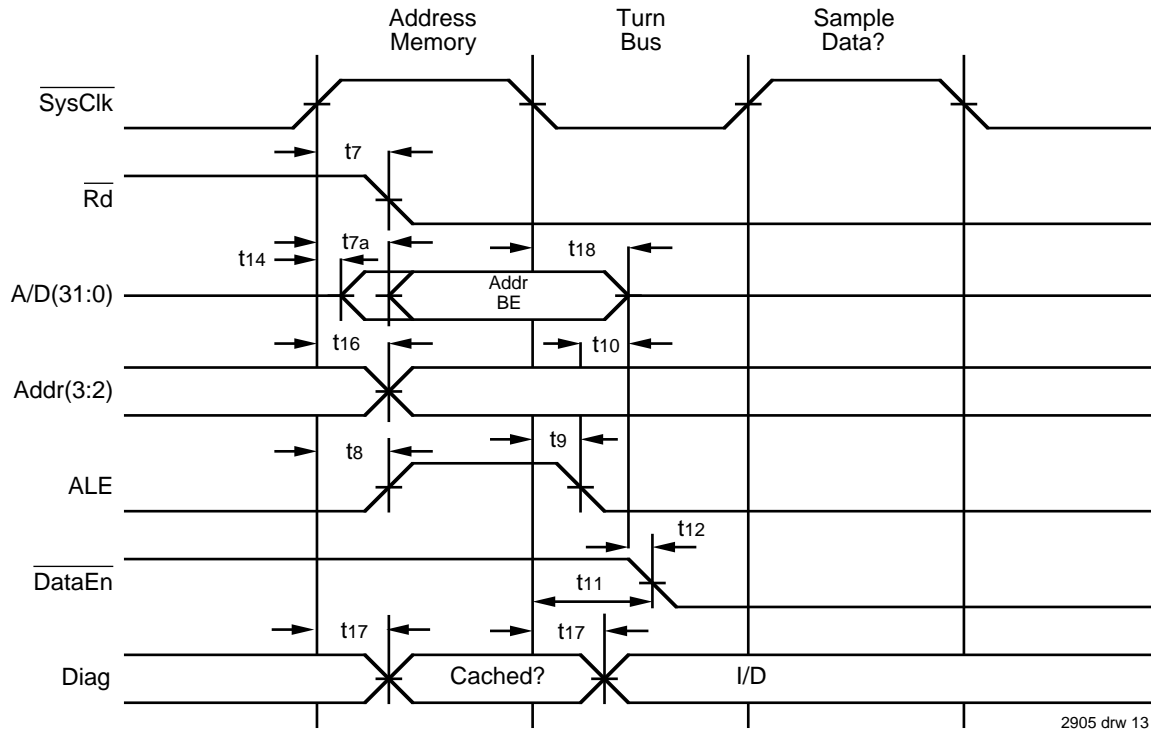 Address
Memory
Turn
Bus
Sample
Data?
SysClk
t7
Rd
t7a
t14
t18
A/D(31:0)
Addr
BE
t16
t10
Addr(3:2)
t8
t9
ALE
t12
DataEn
t11
t17
t17
Diag
Cached?
I/D
2905 drw 13